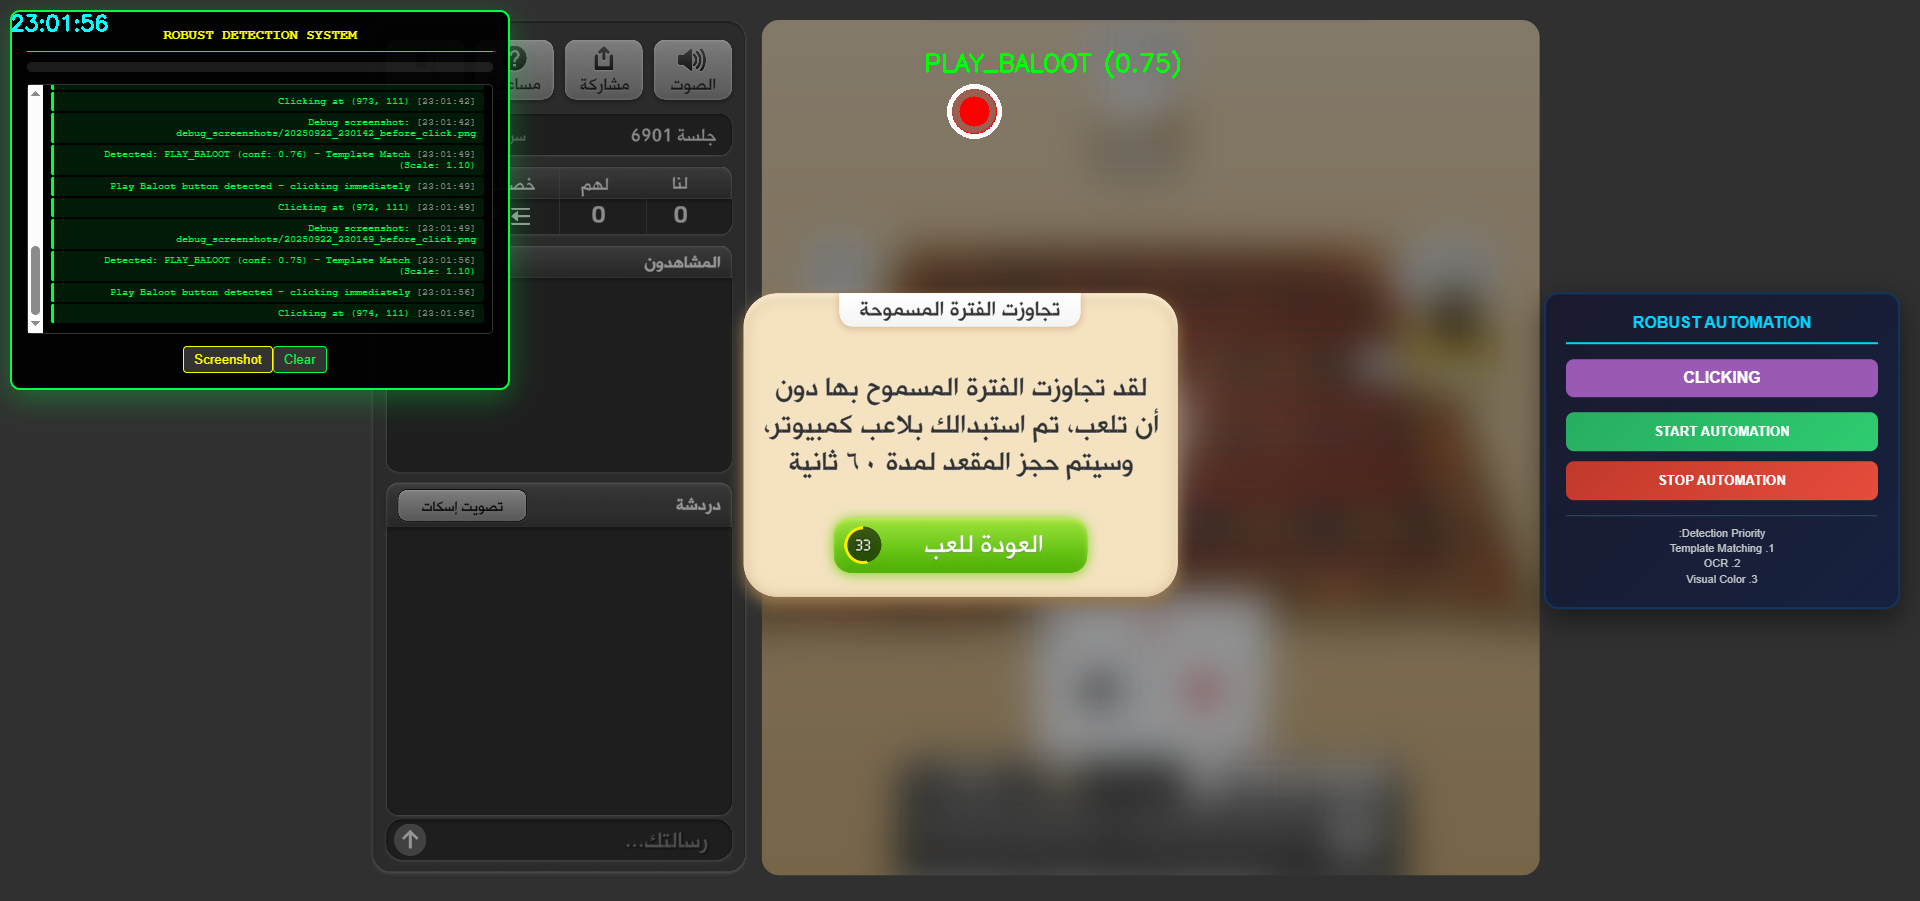 23:01:56
ROBUST DETECTION SYSTEM
Clicking at (973, 111) [23:01:42]
Debug screenshot: [23:01:42]
debug_screenshots/20250922_230142_before_click.png
Detected: PLAY_BALOOT (conf: 0.76) - Template Match [23:01:49]
(Scale: 1.10)
Play Baloot button detected - clicking immediately [23:01:49]
Clicking at (972, 111) [23:01:49]
Debug screenshot: [23:01:49]
debug_screenshots/20250922_230149_before_click.png
Detected: PLAY_BALOOT (conf: 0.75) - Template Match [23:01:56]
(Scale: 1.10)
Play Baloot button detected - clicking immediately [23:01:56]
Clicking at (974, 111) [23:01:56]
Screenshot
Clear
الصوت
مشاركة
جلسة 6901
لنا
لهم
0
0
المشاهدون
دردشة
تصويت إسكات
رسالتك...
PLAY_BALOOT (0.75)
تجاوزت الفترة المسموحة
لقد تجاوزت الفترة المسموح بها دون
أن تلعب، تم استبدالك بلاعب كمبيوتر،
وسيتم حجز المقعد لمدة ٦٠ ثانية
العودة للعب
33
ROBUST AUTOMATION
CLICKING
START AUTOMATION
STOP AUTOMATION
:Detection Priority
Template Matching .1
OCR .2
Visual Color .3